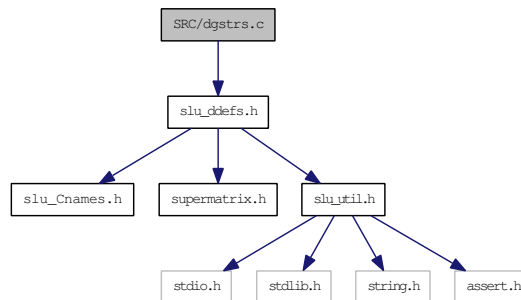 SRC/dgstrs.c
slu_ddefs.h
slu_Cnames.h
supermatrix.h
slu_util.h
stdio.h
stdlib.h
string.h
assert.h